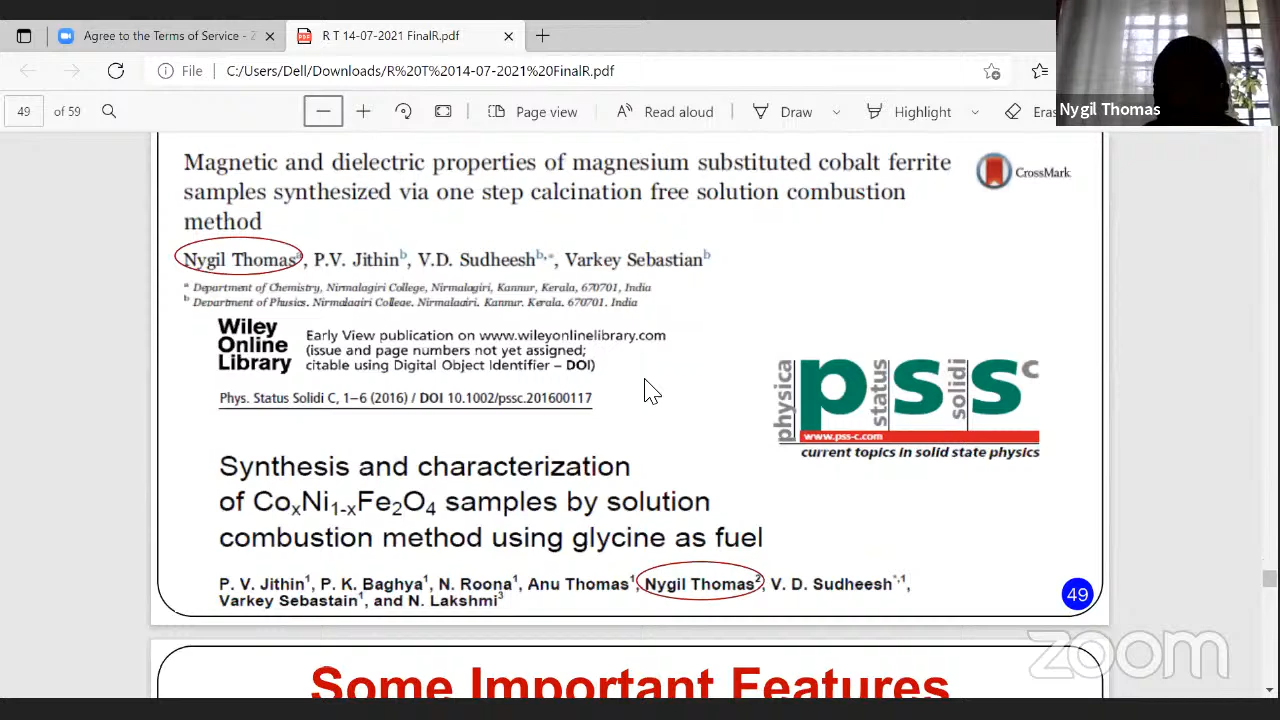 Agree to the Terms of Service - Z
R T 14-07-2021 FinalR.pdf
File
C:/Users/Dell/Downloads/R%20T%2014-07-2021%20FinalR.pdf
49 of 59
Page view
Read aloud
Draw
Highlight
Eras
Nygil Thomas
Magnetic and dielectric properties of magnesium substituted cobalt ferrite
samples synthesized via one step calcination free solution combustion
method
CrossMark
Nygil Thomasᵃ, P.V. Jithinᵇ, V.D. Sudheeshᵇ,*, Varkey Sebastianᵇ
ᵃ Department of Chemistry, Nirmalagiri College, Nirmalagiri, Kannur, Kerala, 670701, India
ᵇ Department of Physics, Nirmalagiri College, Nirmalagiri, Kannur, Kerala, 670701, India
Wiley
Online
Library
Early View publication on www.wileyonlinelibrary.com
(issue and page numbers not yet assigned;
citable using Digital Object Identifier – DOI)
Phys. Status Solidi C, 1–6 (2016) / DOI 10.1002/pssc.201600117
physica
status
solidi
pssc
www.pss-c.com
current topics in solid state physics
Synthesis and characterization
of CoₓNi₁₋ₓFe₂O₄ samples by solution
combustion method using glycine as fuel
P. V. Jithin¹, P. K. Baghya¹, N. Roona¹, Anu Thomas¹, Nygil Thomas², V. D. Sudheesh*,¹,
Varkey Sebastain¹, and N. Lakshmi³
49
zoom
Some Important Features